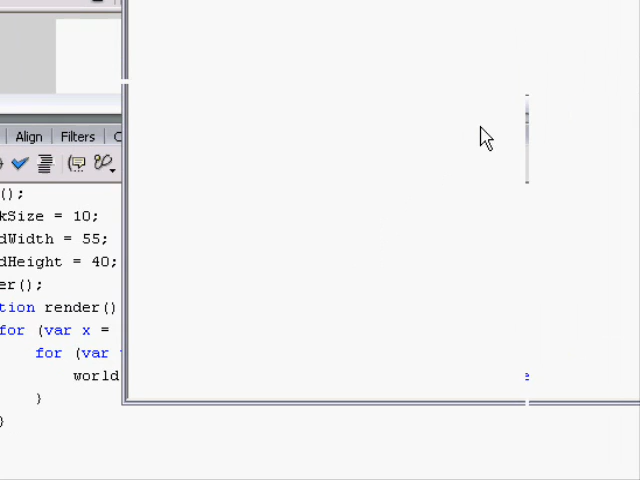 Align | Filters
();
kSize = 10;
dWidth = 55;
dHeight = 40;
er();
tion render()
for (var x =
for (var
world
}
}
e